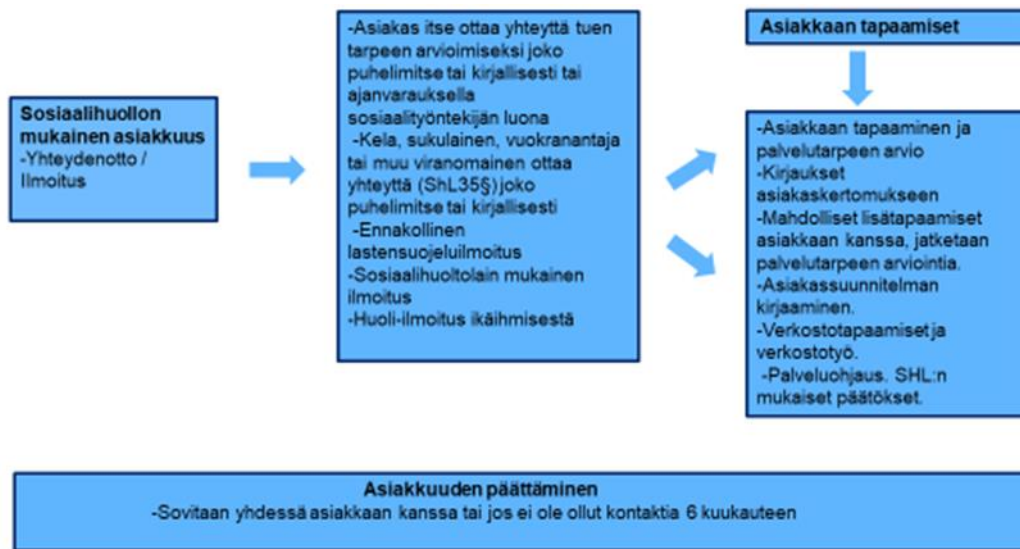 Sosiaalihuollon
mukainen asiakkuus
-Yhteydenotto /
Ilmoitus
-Asiakas itse ottaa yhteyttä tuen
tarpeen arvioimiseksi joko
puhelimitse tai kirjallisesti tai
ajanvarauksella
sosiaalityöntekijän luona
-Kela, sukulainen, vuokranantaja
tai muu viranomainen ottaa
yhteyttä (ShL35§) joko
puhelimitse tai kirjallisesti
-Ennakollinen
lastensuojeluilmoitus
-Sosiaalihuoltolain mukainen
ilmoitus
-Huoli-ilmoitus ikäihmisestä
Asiakkaan tapaamiset
-Asiakkaan tapaaminen ja
palvelutarpeen arvio
-Kirjaukset
asiakaskertomukseen
-Mahdolliset lisätapaamiset
asiakkaan kanssa, jatketaan
palvelutarpeen arviointia.
-Asiakassuunnitelman
kirjaaminen.
-Verkostotapaamiset ja
verkostotyö.
-Palveluohjaus. SHL:n
mukaiset päätökset.
Asiakkuuden päättäminen
-Sovitaan yhdessä asiakkaan kanssa tai jos ei ole ollut kontaktia 6 kuukauteen